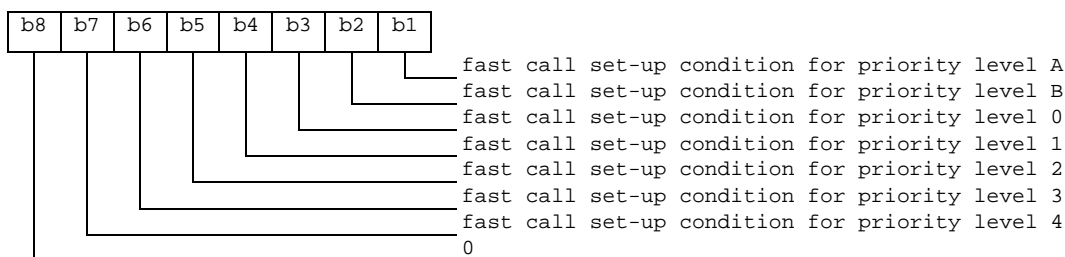 b8 b7 b6 b5 b4 b3 b2 b1
fast call set-up condition for priority level A
fast call set-up condition for priority level B
fast call set-up condition for priority level 0
fast call set-up condition for priority level 1
fast call set-up condition for priority level 2
fast call set-up condition for priority level 3
fast call set-up condition for priority level 4
0